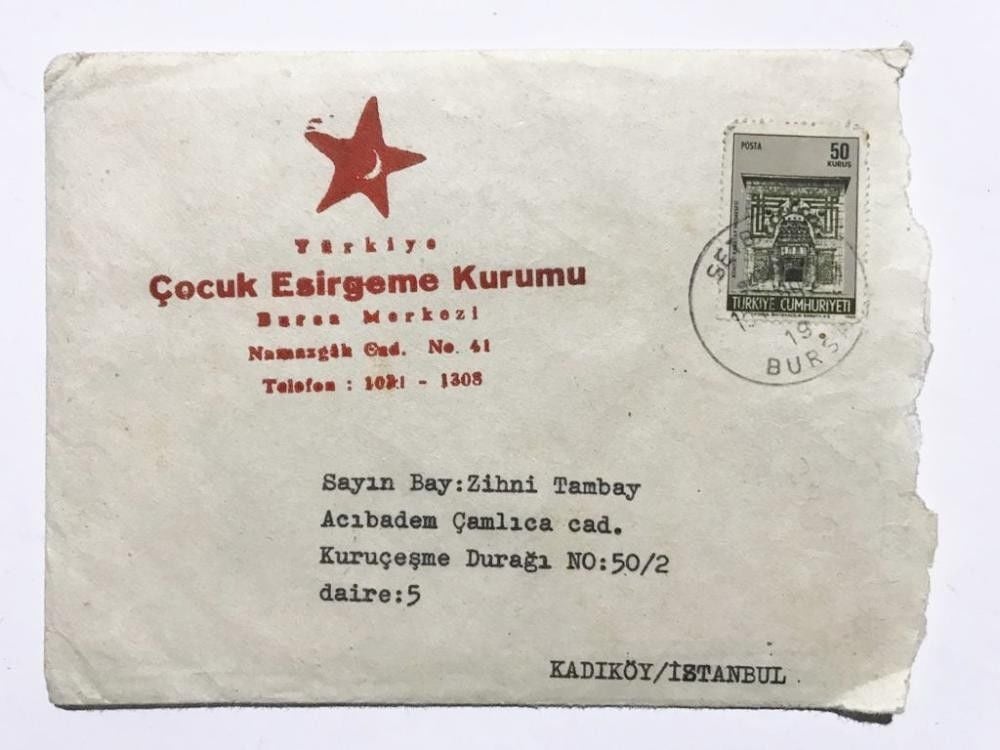 Türkiye
Çocuk Esirgeme Kurumu
Bursa Merkezi
Namazgâh Cad. No. 41
Telefon : - 1308
POSTA
50
KURUŞ
TÜRKİYE CUMHURİYETİ
19
BURSA
Sayın Bay:Zihni Tambay
Acıbadem Çamlıca cad.
Kuruçeşme Durağı NO:50/2
daire:5
KADIKÖY/İSTANBUL